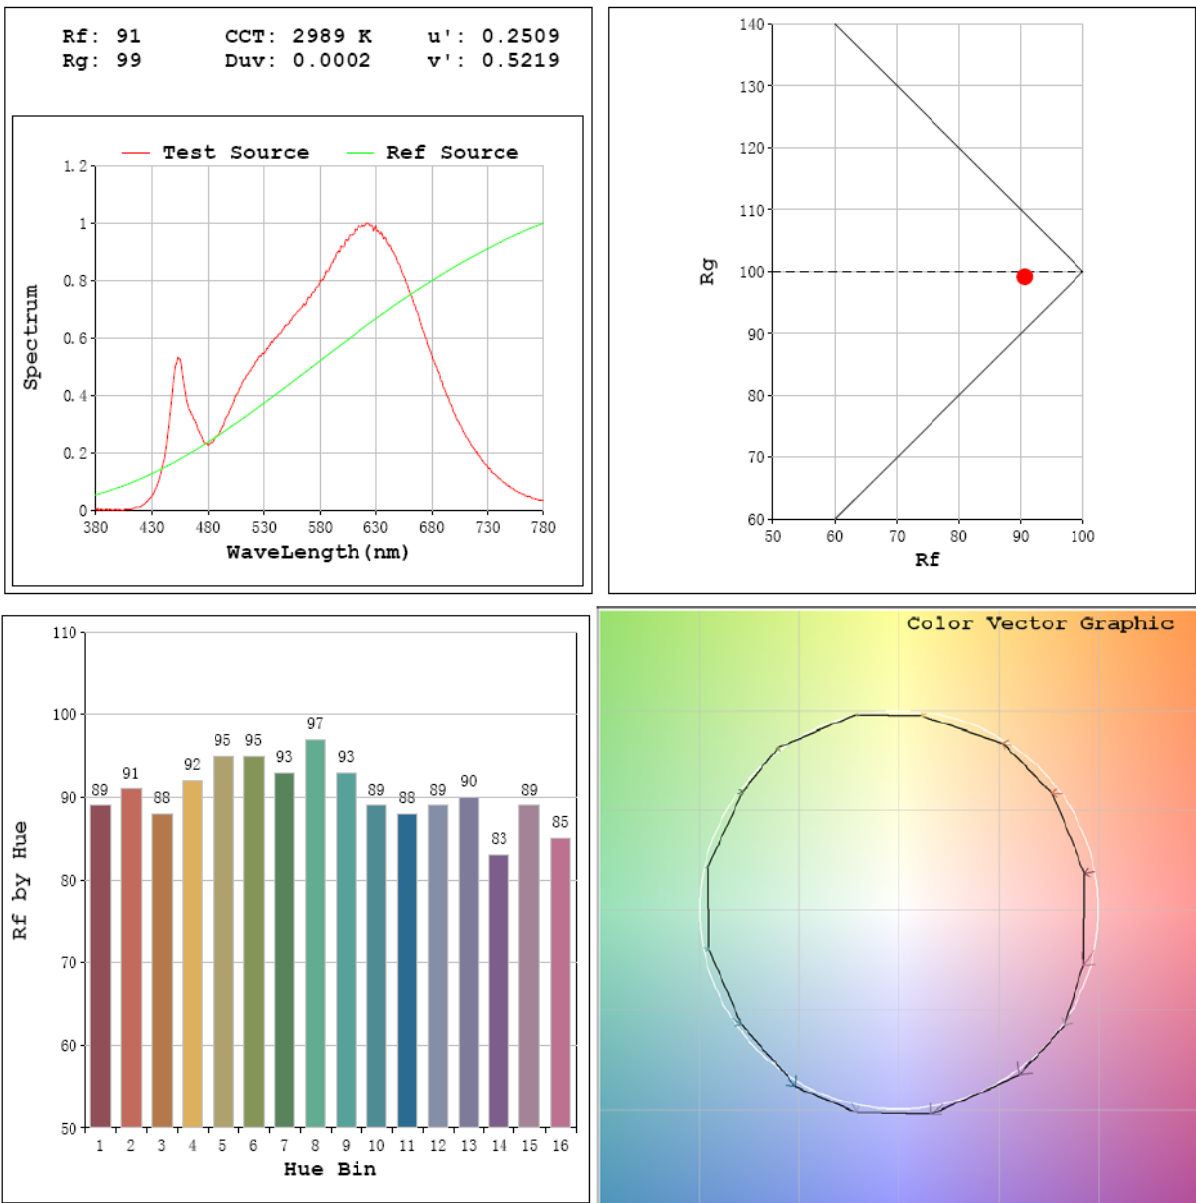 Rf: 91 CCT: 2989 K u': 0.2509
Rg: 99 Duv: 0.0002 v': 0.5219
Test Source Ref Source
1.2
1
0.8
0.6
0.4
0.2
0
Spectrum
380 430 480 530 580 630 680 730 780
WaveLength(nm)
140
130
120
110
100
90
80
70
60
Rg
50 60 70 80 90 100
Rf
110
100
90
80
70
60
50
Rf by Hue
89 91 88 92 95 95 93 97 93 89 88 89 90 83 89 85
1 2 3 4 5 6 7 8 9 10 11 12 13 14 15 16
Hue Bin
Color Vector Graphic